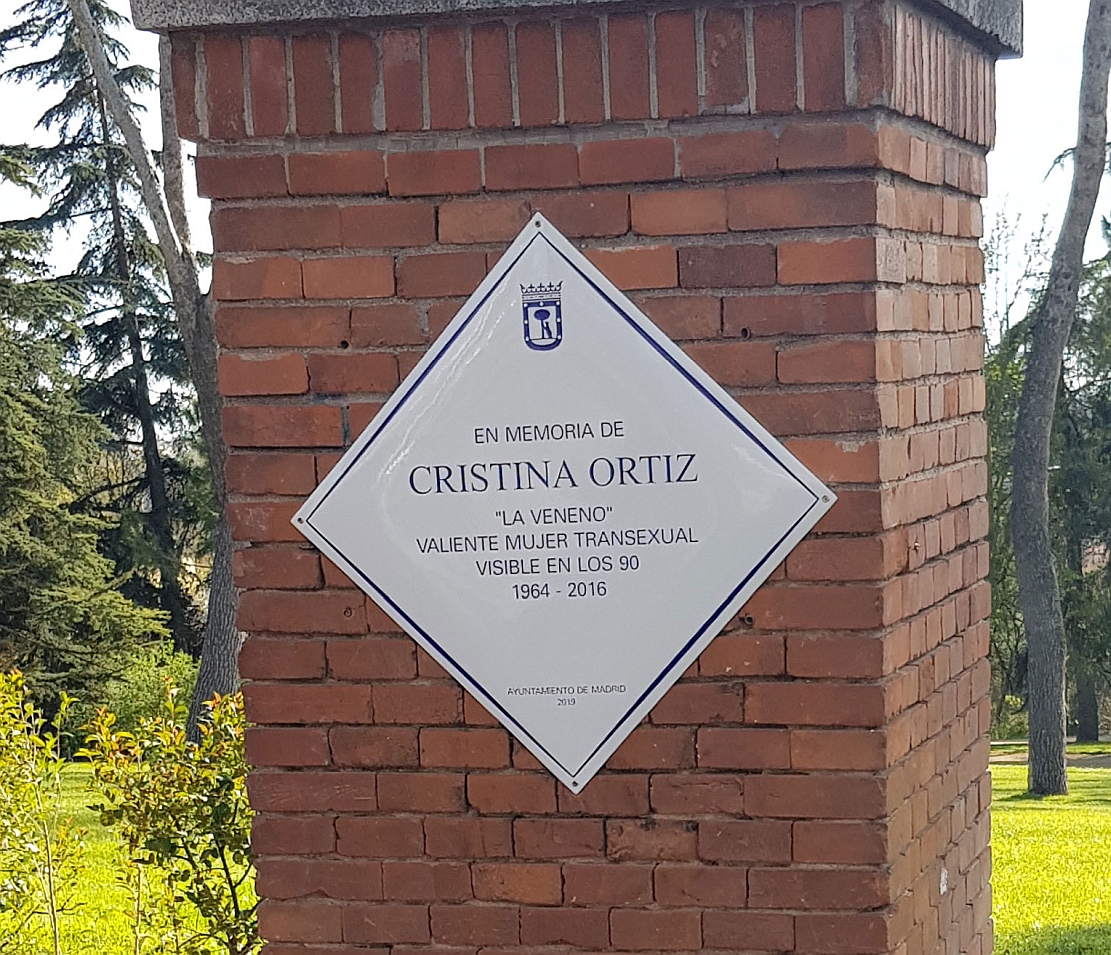 EN MEMORIA DE
CRISTINA ORTIZ
"LA VENENO"
VALIENTE MUJER TRANSEXUAL
VISIBLE EN LOS 90
1964 - 2016
AYUNTAMIENTO DE MADRID
2019